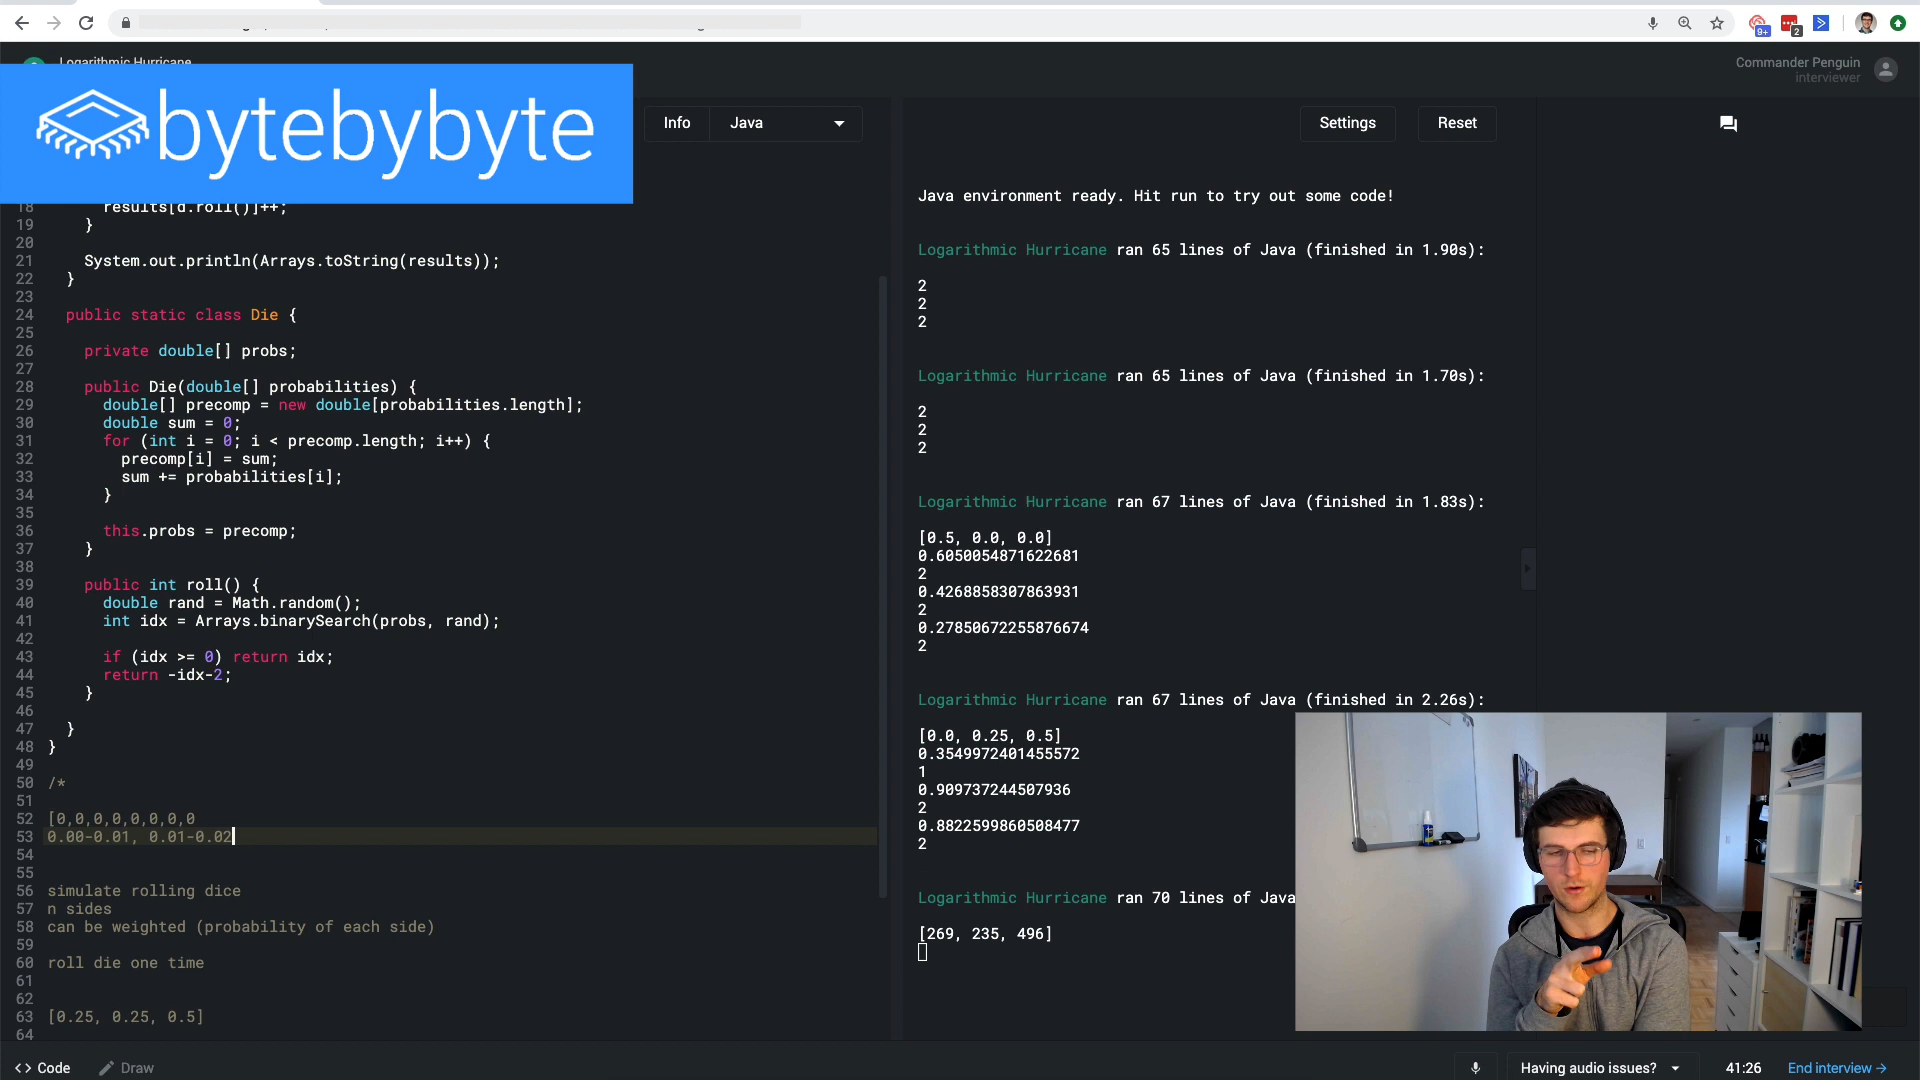 Logarithmic Hurricane
Commander Penguin
interviewer
bytebybyte
Info
Java
Settings
Reset
18 results[d.roll()]++;
19 }
20
21 System.out.println(Arrays.toString(results));
22 }
23
24 public static class Die {
25
26 private double[] probs;
27
28 public Die(double[] probabilities) {
29 double[] precomp = new double[probabilities.length];
30 double sum = 0;
31 for (int i = 0; i < precomp.length; i++) {
32 precomp[i] = sum;
33 sum += probabilities[i];
34 }
35
36 this.probs = precomp;
37 }
38
39 public int roll() {
40 double rand = Math.random();
41 int idx = Arrays.binarySearch(probs, rand);
42
43 if (idx >= 0) return idx;
44 return -idx-2;
45 }
46
47 }
48 }
49
50 /*
51
52 [0,0,0,0,0,0,0,0
53 0.00-0.01, 0.01-0.02
54
55
56 simulate rolling dice
57 n sides
58 can be weighted (probability of each side)
59
60 roll die one time
61
62
63 [0.25, 0.25, 0.5]
64
Java environment ready. Hit run to try out some code!
Logarithmic Hurricane ran 65 lines of Java (finished in 1.90s):
2
2
2
Logarithmic Hurricane ran 65 lines of Java (finished in 1.70s):
2
2
2
Logarithmic Hurricane ran 67 lines of Java (finished in 1.83s):
[0.5, 0.0, 0.0]
0.6050054871622681
2
0.4268858307863931
2
0.27850672255876674
2
Logarithmic Hurricane ran 67 lines of Java (finished in 2.26s):
[0.0, 0.25, 0.5]
0.3549972401455572
1
0.909737244507936
2
0.8822599860508477
2
Logarithmic Hurricane ran 70 lines of Java
[269, 235, 496]
9+
2
<> Code
Draw
Having audio issues?
41:26
End interview →